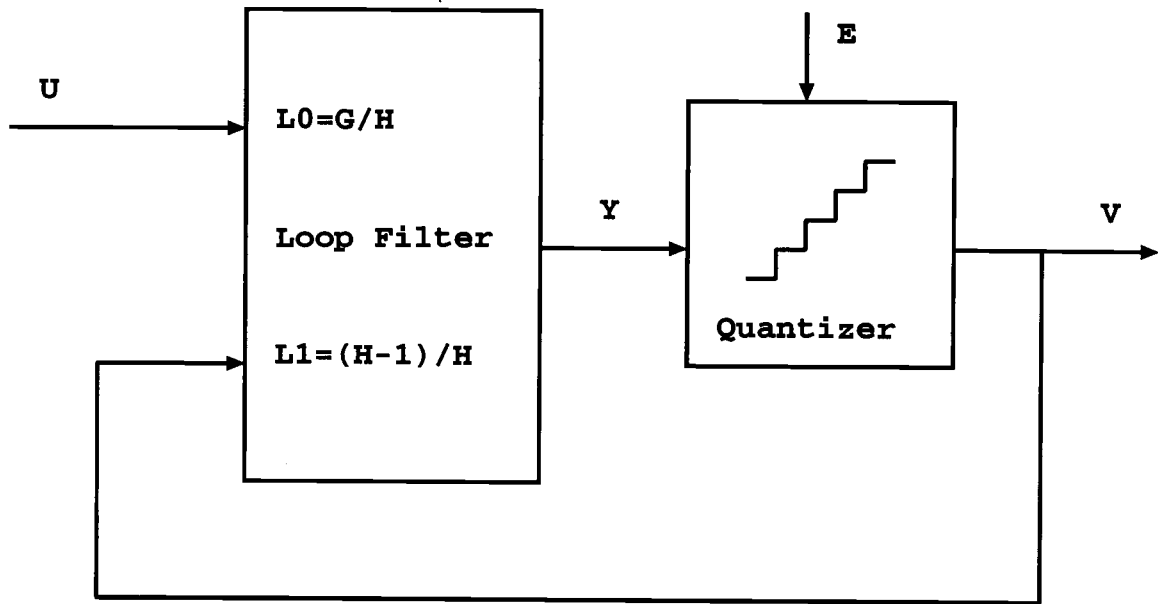 U
L0=G/H
Loop Filter
L1=(H-1)/H
Y
E
Quantizer
V